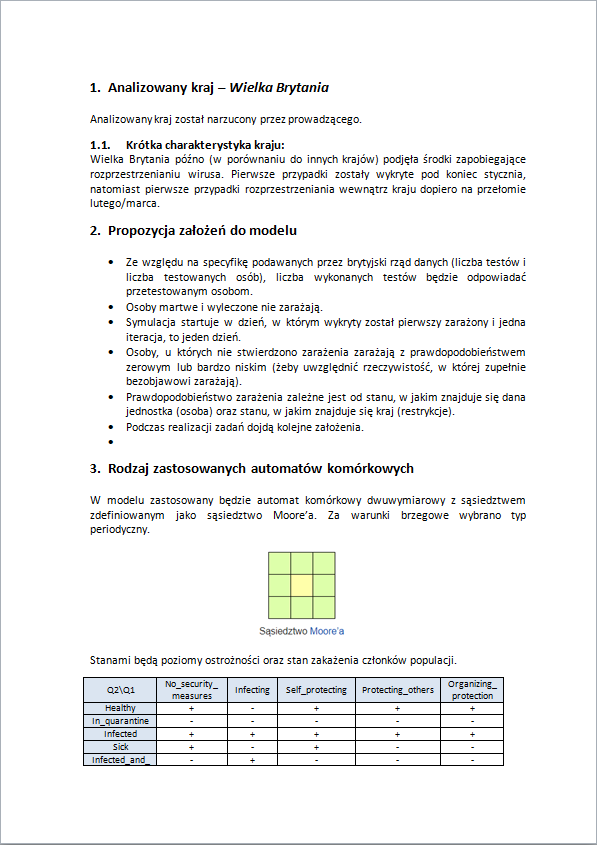 1. Analizowany kraj – Wielka Brytania
Analizowany kraj został narzucony przez prowadzącego.
1.1. Krótka charakterystyka kraju:
Wielka Brytania późno (w porównaniu do innych krajów) podjęła środki zapobiegające
rozprzestrzenianiu wirusa. Pierwsze przypadki zostały wykryte pod koniec stycznia,
natomiast pierwsze przypadki rozprzestrzeniania wewnątrz kraju dopiero na przełomie
lutego/marca.
2. Propozycja założeń do modelu
• Ze względu na specyfikę podawanych przez brytyjski rząd danych (liczba testów i
liczba testowanych osób), liczba wykonanych testów będzie odpowiadać
przetestowanym osobom.
• Osoby martwe i wyleczone nie zarażają.
• Symulacja startuje w dzień, w którym wykryty został pierwszy zarażony i jedna
iteracja, to jeden dzień.
• Osoby, u których nie stwierdzono zarażenia zarażają z prawdopodobieństwem
zerowym lub bardzo niskim (żeby uwzględnić rzeczywistość, w której zupełnie
bezobjawowi zarażają).
• Prawdopodobieństwo zarażenia zależne jest od stanu, w jakim znajduje się dana
jednostka (osoba) oraz stanu, w jakim znajduje się kraj (restrykcje).
• Podczas realizacji zadań dojdą kolejne założenia.
•
3. Rodzaj zastosowanych automatów komórkowych
W modelu zastosowany będzie automat komórkowy dwuwymiarowy z sąsiedztwem
zdefiniowanym jako sąsiedztwo Moore’a. Za warunki brzegowe wybrano typ
periodyczny.
Sąsiedztwo Moore'a
Stanami będą poziomy ostrożności oraz stan zakażenia członków populacji.
Q2\Q1 No_security_measures Infecting Self_protecting Protecting_others Organizing_protection
Healthy + - + + +
In_quarantine - - - - -
Infected + + + + +
Sick + - + - -
Infected_and_ - + - - -